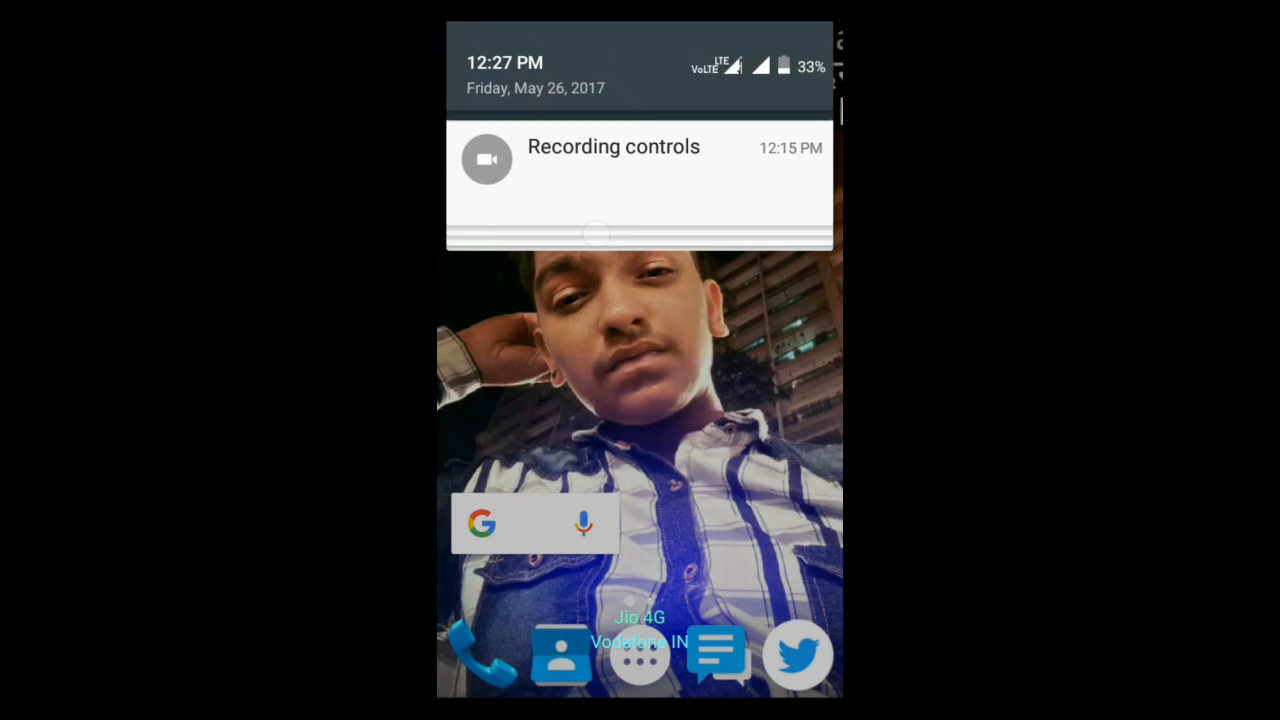 12:27 PM
VoLTE LTE 33%
Friday, May 26, 2017
Recording controls 12:15 PM
G
Jio 4G
Vodafone IN